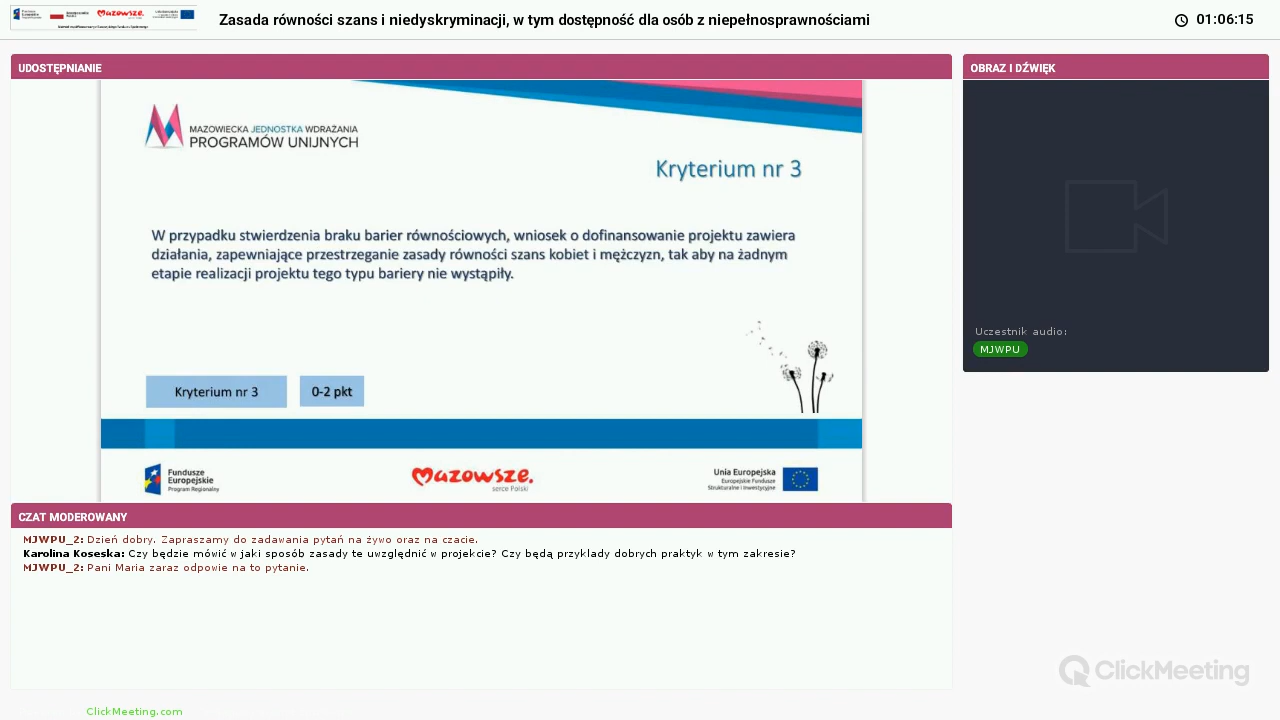 Fundusze
Europejskie
mazowsze.
Zasada równości szans i niedyskryminacji, w tym dostępność dla osób z niepełnosprawnościami
01:06:15
UDOSTĘPNIANIE
OBRAZ I DŹWIĘK
MAZOWIECKA JEDNOSTKA WDRAŻANIA
PROGRAMÓW UNIJNYCH
Kryterium nr 3
W przypadku stwierdzenia braku barier równościowych, wniosek o dofinansowanie projektu zawiera
działania, zapewniające przestrzeganie zasady równości szans kobiet i mężczyzn, tak aby na żadnym
etapie realizacji projektu tego typu bariery nie wystąpiły.
Uczestnik audio:
MJWPU
Kryterium nr 3
0-2 pkt
Fundusze
Europejskie
Program Regionalny
mazowsze.
serce Polski
Unia Europejska
Europejskie Fundusze
Strukturalne i Inwestycyjne
CZAT MODEROWANY
MJWPU_2: Dzień dobry. Zapraszamy do zadawania pytań na żywo oraz na czacie.
Karolina Koseska: Czy będzie mówić w jaki sposób zasady te uwzględnić w projekcie? Czy będą przyklady dobrych praktyk w tym zakresie?
MJWPU_2: Pani Maria zaraz odpowie na to pytanie.
ClickMeeting
ClickMeeting.com